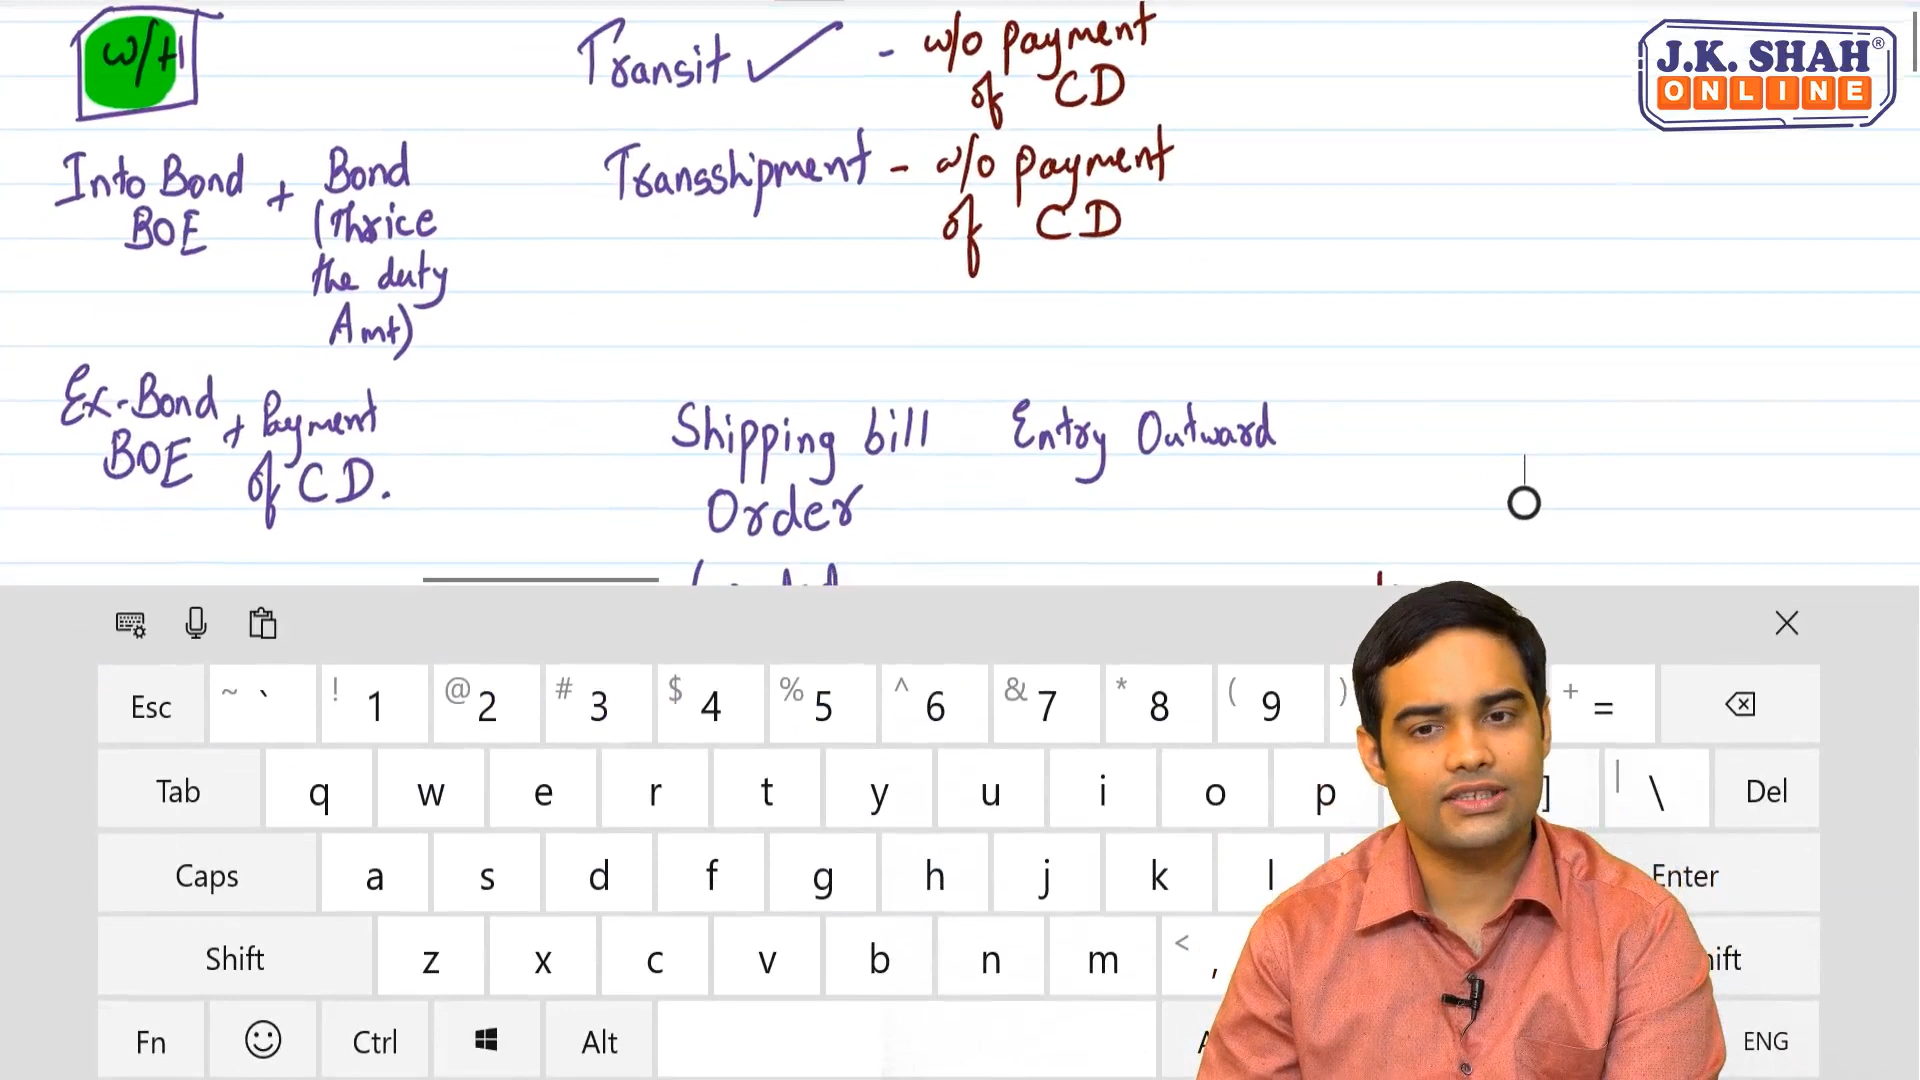 w/H
Into Bond
BOE
+
Bond
(Thrice
the duty
Amt)
Ex-Bond
BOE
+ Payment
of CD.
Transit ✓ - w/o payment
of CD
Transshipment - w/o payment
of CD
Shipping bill
Order
Entry Outward
J.K. SHAH®
ONLINE
Esc ~ ` ! 1 @ 2 # 3 $ 4 % 5 ^ 6 & 7 * 8 ( 9 ) + =
Tab q w e r t y u i o p ] | \ Del
Caps a s d f g h j k l Enter
Shift z x c v b n m < ,
Fn Ctrl Alt ENG